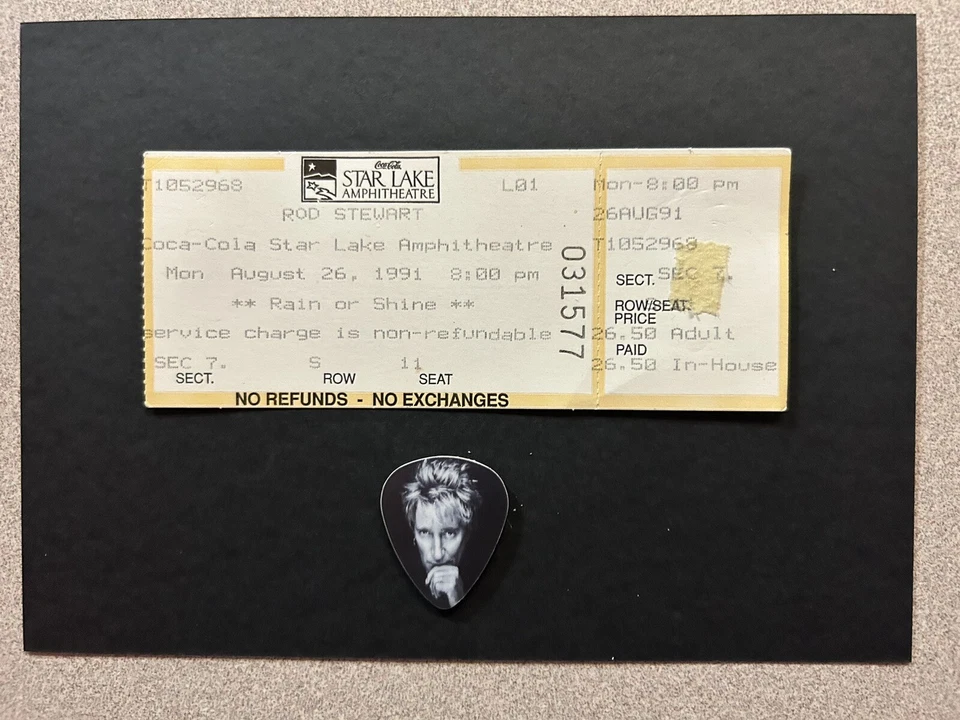 Coca-Cola
STAR LAKE
AMPHITHEATRE
T1052968 L01
ROD STEWART
Coca-Cola Star Lake Amphitheatre
Mon August 26, 1991 8:00 pm
** Rain or Shine **
service charge is non-refundable
SEC 7. S 11
SECT. ROW SEAT
NO REFUNDS - NO EXCHANGES
031577
Mon-8:00 pm
26AUG91
T1052968
SECT. SEC 7.
ROW/SEAT
PRICE
26.50 Adult
PAID
26.50 In-House